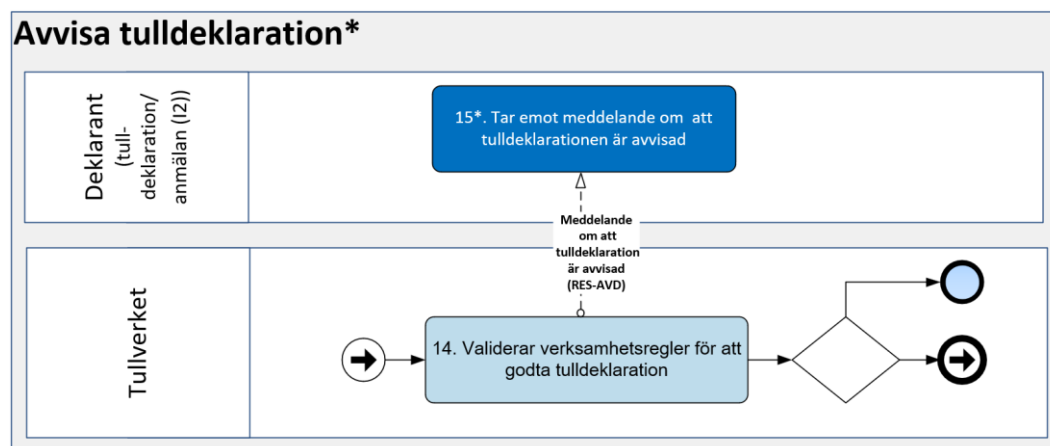 Avvisa tulldeklaration*
Deklarant
(tull-
deklaration/
anmälan (I2))
15*. Tar emot meddelande om att
tulldeklarationen är avvisad
Meddelande
om att
tulldeklaration
är avvisad
(RES-AVD)
Tullverket
14. Validerar verksamhetsregler för att
godta tulldeklaration